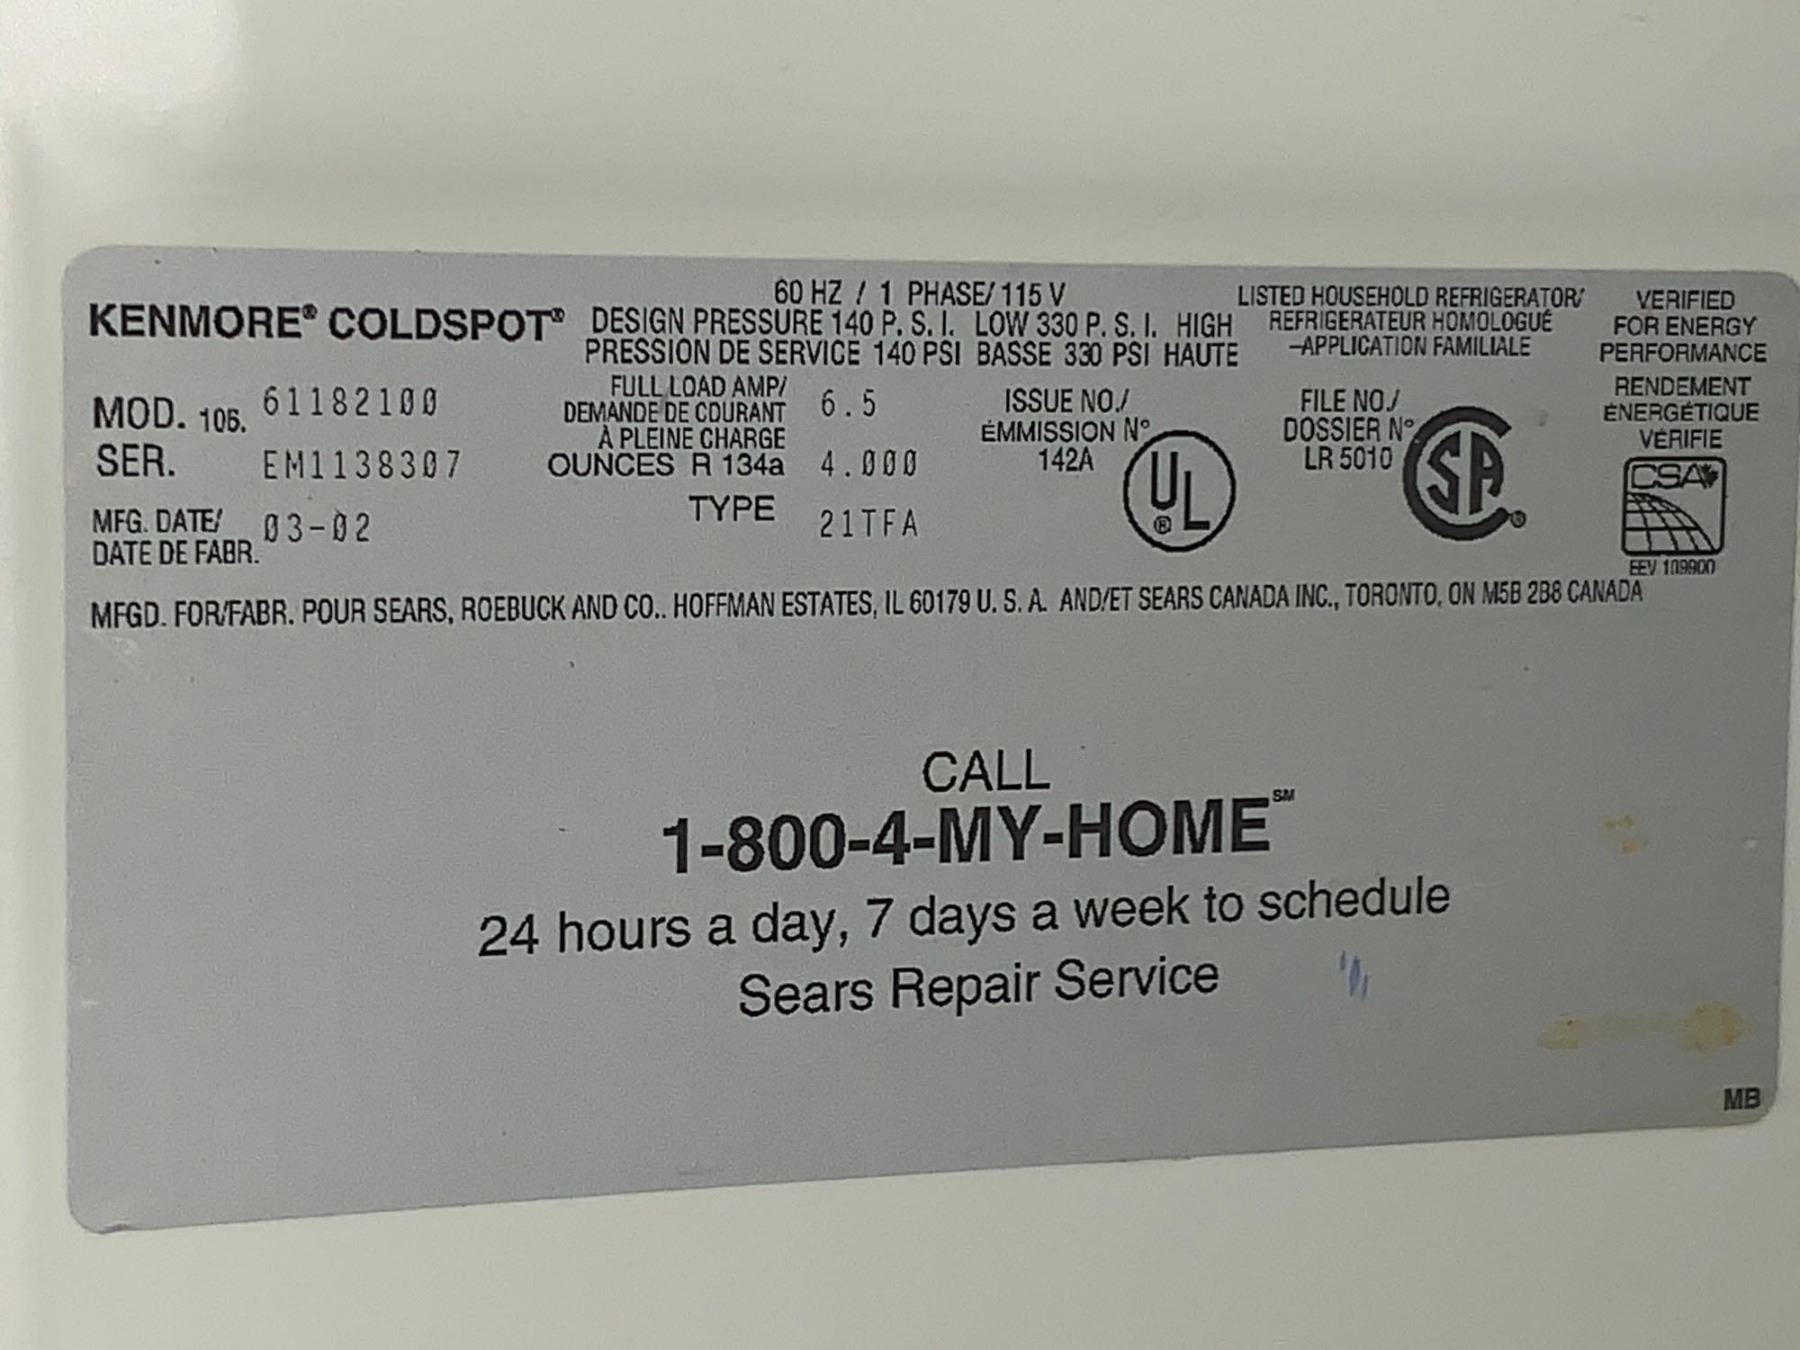 60 HZ / 1 PHASE/115 V
KENMORE® COLDSPOT®
DESIGN PRESSURE 140 P. S. I. LOW 330 P. S. I. HIGH
PRESSION DE SERVICE 140 PSI BASSE 330 PSI HAUTE
LISTED HOUSEHOLD REFRIGERATOR/
REFRIGERATEUR HOMOLOGUÉ
-APPLICATION FAMILIALE
VERIFIED
FOR ENERGY
PERFORMANCE
RENDEMENT
ÉNERGÉTIQUE
VÉRIFIE
CSA
EEV 109900
MOD. 106. 61182100
SER. EM1138307
MFG. DATE/ 03-02
DATE DE FABR.
FULL LOAD AMP/ 6.5
DEMANDE DE COURANT
À PLEINE CHARGE
OUNCES R 134a 4.000
TYPE 21TFA
ISSUE NO./
ÉMMISSION N°
142A
UL®
FILE NO./
DOSSIER N°
LR 5010
SA®
MFGD. FOR/FABR. POUR SEARS, ROEBUCK AND CO.. HOFFMAN ESTATES, IL 60179 U. S. A. AND/ET SEARS CANADA INC., TORONTO, ON M5B 2B8 CANADA
CALL
1-800-4-MY-HOME℠
24 hours a day, 7 days a week to schedule
Sears Repair Service
MB